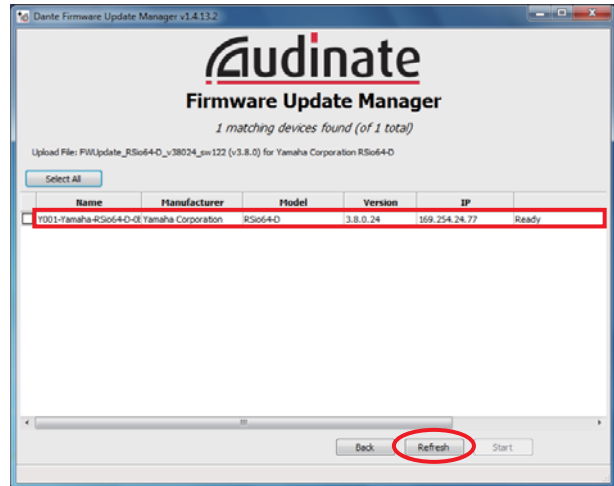 Dante Firmware Update Manager v1.4.13.2
Audinate
Firmware Update Manager
1 matching devices found (of 1 total)
Upload File: FWUpdate_RSio64-D_v38024_sw122 (v3.8.0) for Yamaha Corporation RSio64-D
Select All
Name Manufacturer Model Version IP
Y001-Yamaha-RSio64-D-0E Yamaha Corporation RSio64-D 3.8.0.24 169.254.24.77 Ready
Back Refresh Start